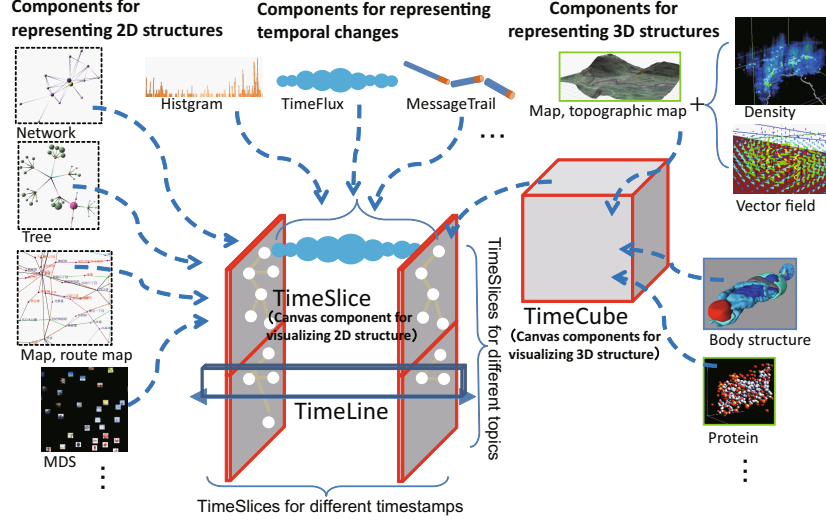 Components for
representing 2D structures
Components for representing
temporal changes
Components for
representing 3D structures
Network
Histgram
TimeFlux
MessageTrail
...
Map, topographic map
+
Density
Vector field
Tree
Map, route map
MDS
...
TimeSlice
(Canvas component for
visualizing 2D structure)
TimeLine
TimeSlices for different topics
TimeSlices for different timestamps
TimeCube
(Canvas components for
visualizing 3D structure)
Body structure
Protein
...